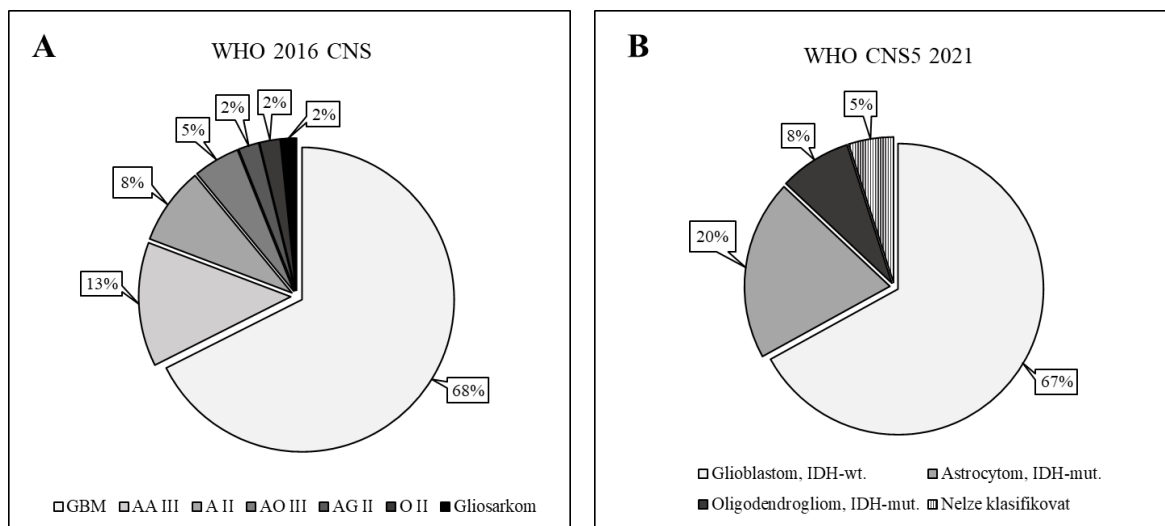 A
WHO 2016 CNS
2%
2%
2%
5%
8%
13%
68%
GBM AA III A II AO III AG II O II Gliosarkom
B
WHO CNS5 2021
5%
8%
20%
67%
Glioblastom, IDH-wt. Astrocytom, IDH-mut.
Oligodendrogliom, IDH-mut. Nelze klasifikovat